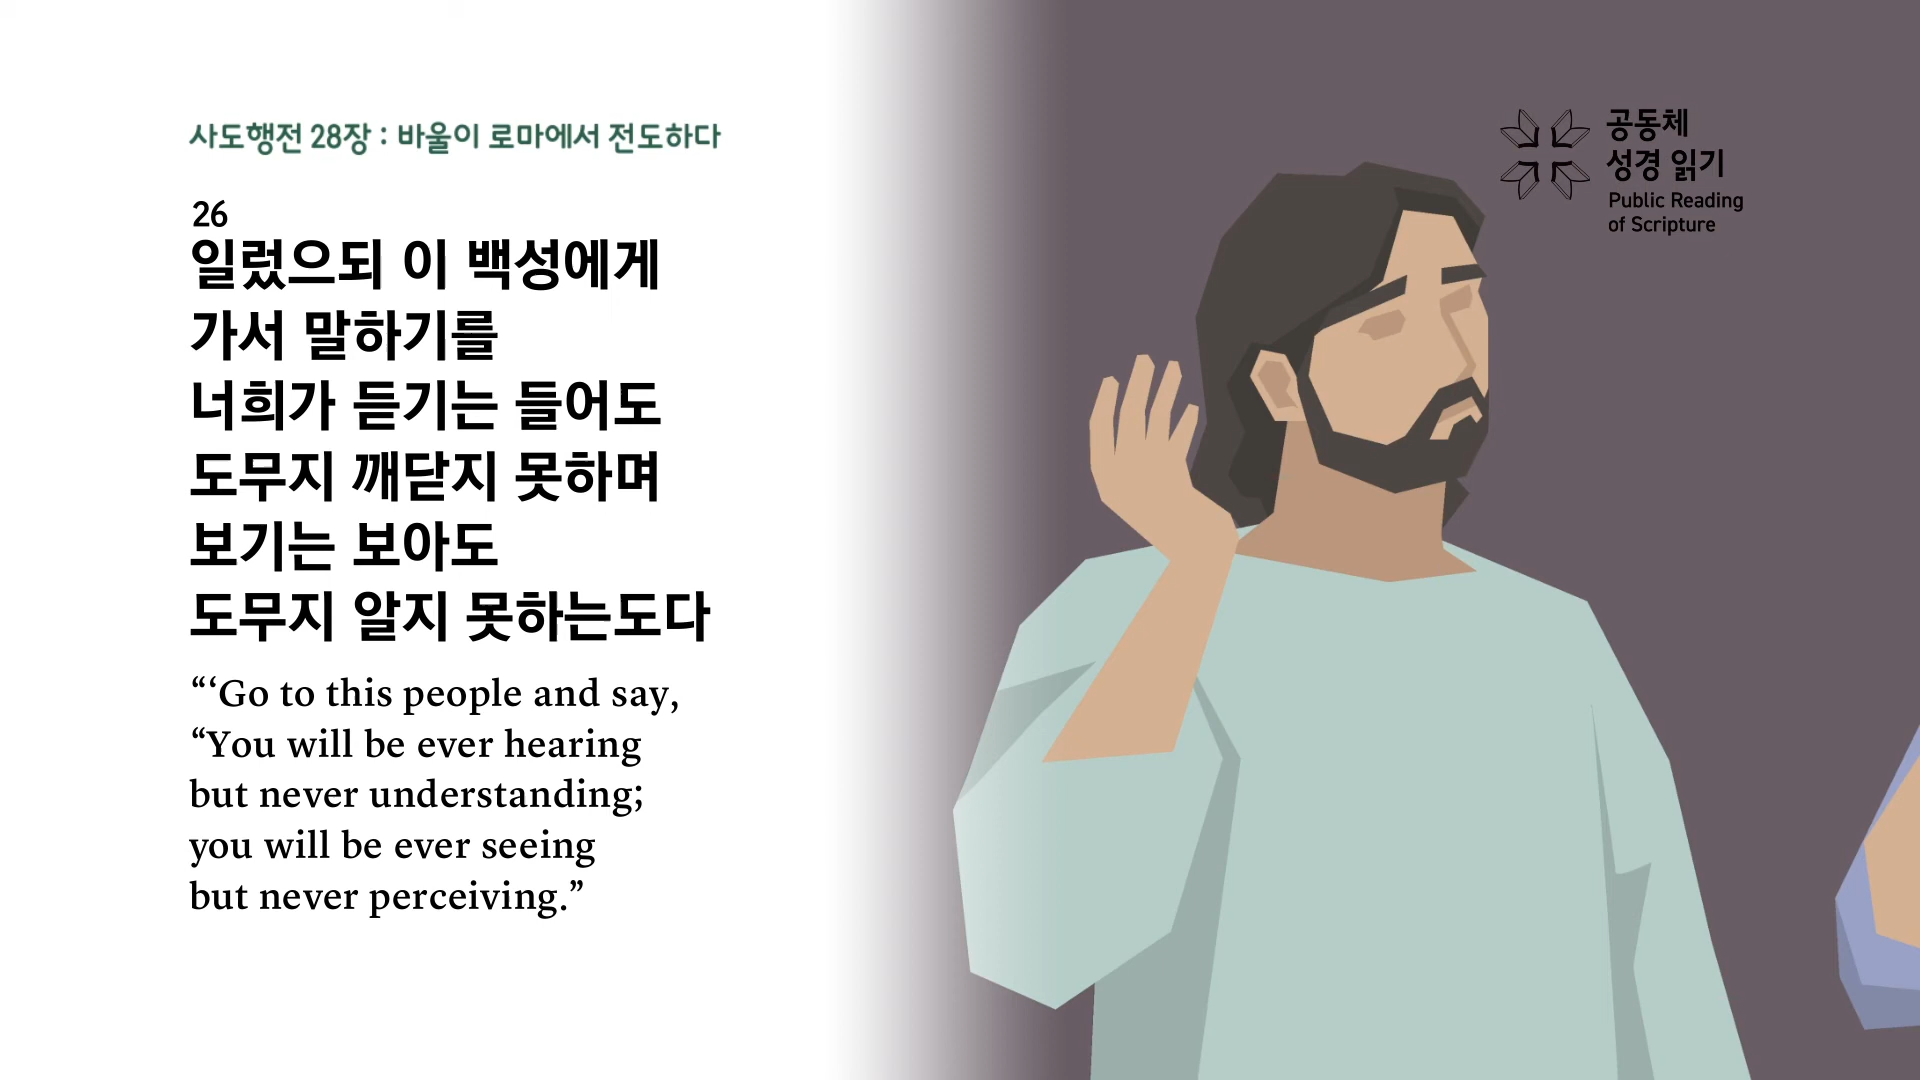 사도행전 28장 : 바울이 로마에서 전도하다
26
일렀으되 이 백성에게
가서 말하기를
너희가 듣기는 들어도
도무지 깨닫지 못하며
보기는 보아도
도무지 알지 못하는도다
“‘Go to this people and say,
“You will be ever hearing
but never understanding;
you will be ever seeing
but never perceiving.”
공동체
성경 읽기
Public Reading
of Scripture